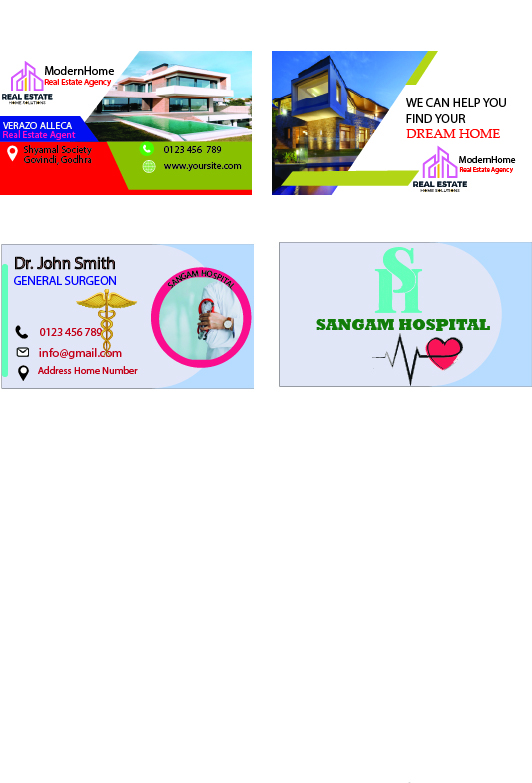 ModernHome
Real Estate Agency
REAL ESTATE
HOME SOLUTIONS
VERAZO ALLECA
Real Estate Agent
Shyamal Society
Govindi, Godhra
0123 456 789
www.yoursite.com
WE CAN HELP YOU
FIND YOUR
DREAM HOME
ModernHome
Real Estate Agency
REAL ESTATE
HOME SOLUTIONS
Dr. John Smith
GENERAL SURGEON
0123 456 789
info@gmail.com
Address Home Number
SANGAM HOSPITAL
SH
SANGAM HOSPITAL